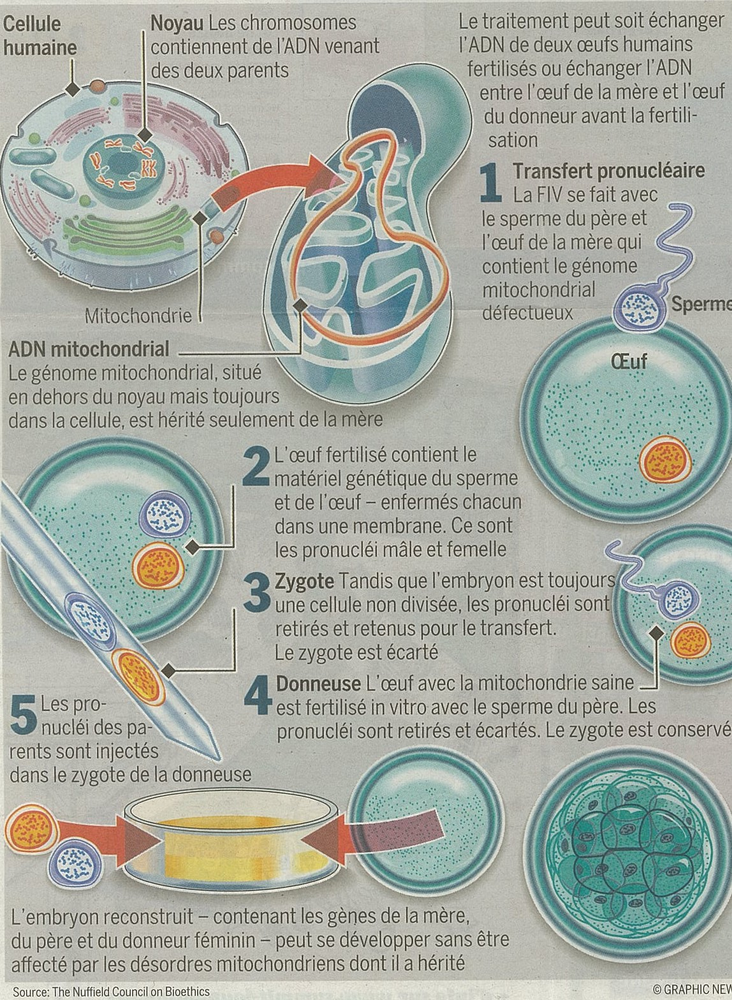 Cellule
humaine
Noyau Les chromosomes
contiennent de l'ADN venant
des deux parents
Le traitement peut soit échanger
l'ADN de deux œufs humains
fertilisés ou échanger l'ADN
entre l'œuf de la mère et l'œuf
du donneur avant la fertili-
sation
1 Transfert pronucléaire
La FIV se fait avec
le sperme du père et
l'œuf de la mère qui
contient le génome
mitochondrial
défectueux
Sperme
Œuf
Mitochondrie
ADN mitochondrial
Le génome mitochondrial, situé
en dehors du noyau mais toujours
dans la cellule, est hérité seulement de la mère
2 L'œuf fertilisé contient le
matériel génétique du sperme
et de l'œuf – enfermés chacun
dans une membrane. Ce sont
les pronucléi mâle et femelle
3 Zygote Tandis que l'embryon est toujours
une cellule non divisée, les pronucléi sont
retirés et retenus pour le transfert.
Le zygote est écarté
4 Donneuse L'œuf avec la mitochondrie saine
est fertilisé in vitro avec le sperme du père. Les
pronucléi sont retirés et écartés. Le zygote est conservé
5 Les pro-
nucléi des pa-
rents sont injectés
dans le zygote de la donneuse
L'embryon reconstruit – contenant les gènes de la mère,
du père et du donneur féminin – peut se développer sans être
affecté par les désordres mitochondriens dont il a hérité
Source: The Nuffield Council on Bioethics
© GRAPHIC NEW